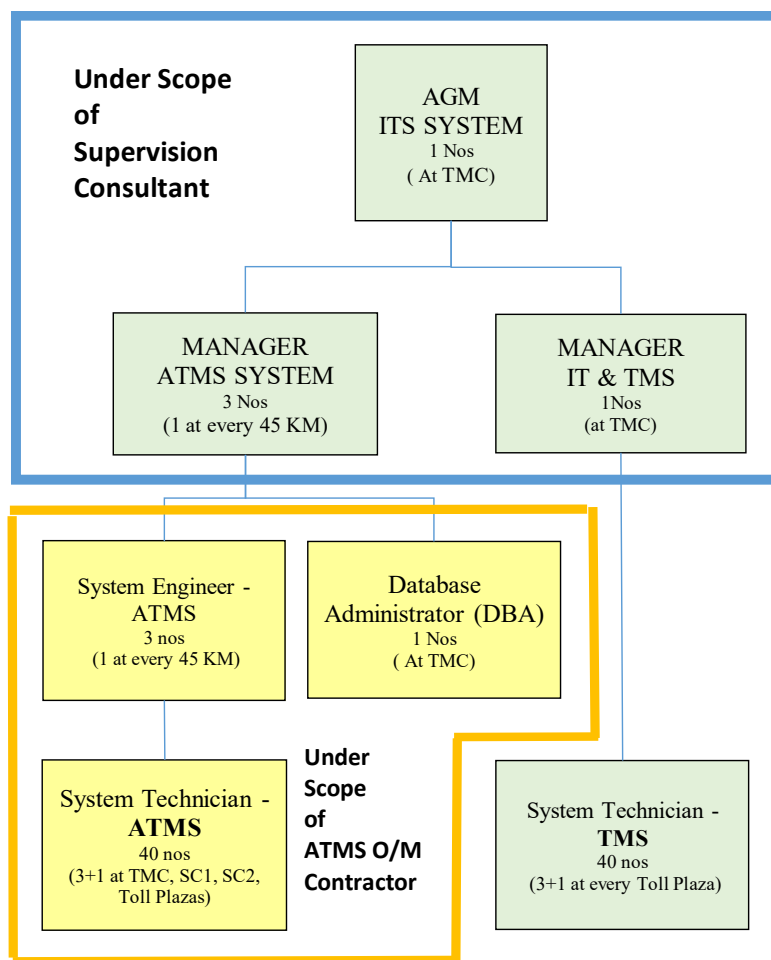 Under Scope
of
Supervision
Consultant
AGM
ITS SYSTEM
1 Nos
( At TMC)
MANAGER
ATMS SYSTEM
3 Nos
(1 at every 45 KM)
MANAGER
IT & TMS
1Nos
(at TMC)
System Engineer -
ATMS
3 nos
(1 at every 45 KM)
Database
Administrator (DBA)
1 Nos
( At TMC)
System Technician -
ATMS
40 nos
(3+1 at TMC, SC1, SC2,
Toll Plazas)
Under
Scope
of
ATMS O/M
Contractor
System Technician -
TMS
40 nos
(3+1 at every Toll Plaza)